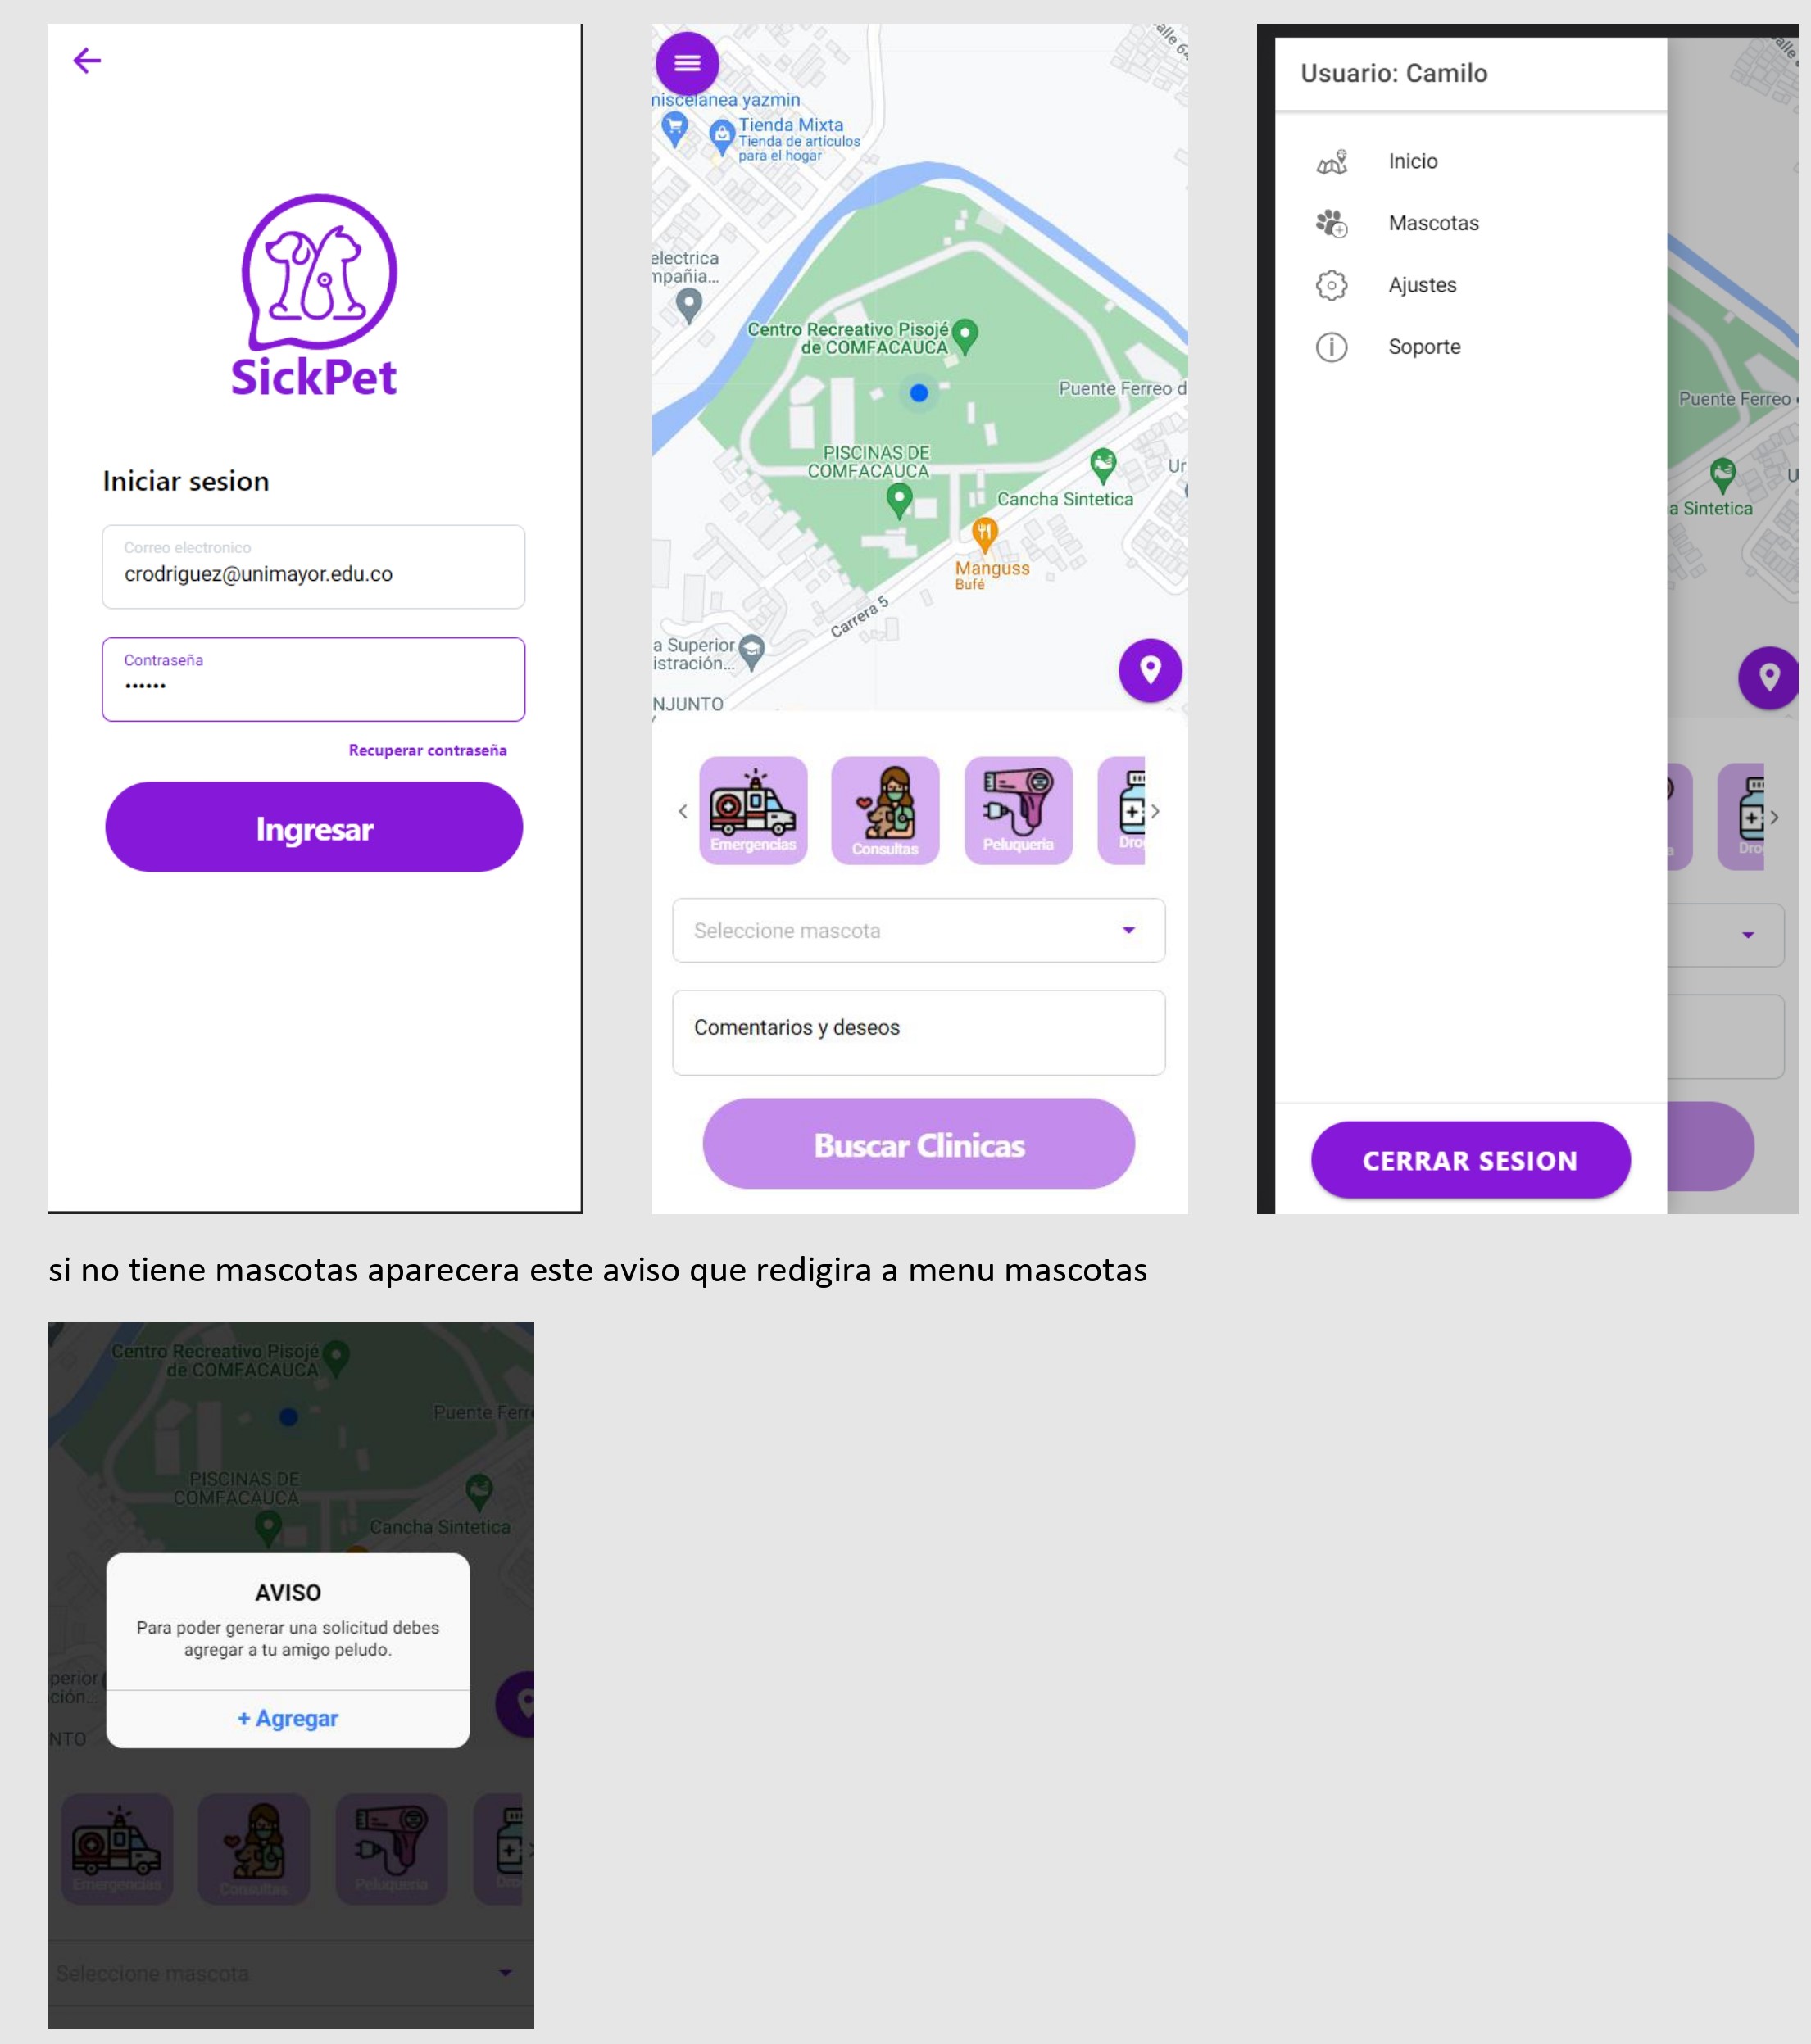 SickPet
Iniciar sesion
Correo electronico
crodriguez@unimayor.edu.co
Contraseña
••••••
Recuperar contraseña
Ingresar
alle 6
niscelanea yazmin
Tienda Mixta
Tienda de artículos
para el hogar
electrica
mpañia...
Centro Recreativo Pisojé
de COMFACAUCA
Puente Ferreo d
PISCINAS DE
COMFACAUCA
Ur
Cancha Sintetica
Manguss
Bufé
Carrera 5
a Superior
istración...
NJUNTO
Emergencias
Consultas
Peluqueria
Dro
Seleccione mascota
Comentarios y deseos
Buscar Clinicas
Usuario: Camilo
Inicio
Mascotas
Ajustes
Soporte
CERRAR SESION
alle
Puente Ferreo
U
a Sintetica
a
Dro
si no tiene mascotas aparecera este aviso que redigira a menu mascotas
Centro Recreativo Pisojé
de COMFACAUCA
Puente Ferre
PISCINAS DE
COMFACAUCA
Cancha Sintetica
AVISO
Para poder generar una solicitud debes
agregar a tu amigo peludo.
+ Agregar
perior
ción...
NTO
Emergencias
Consultas
Peluqueria
Dro
Seleccione mascota